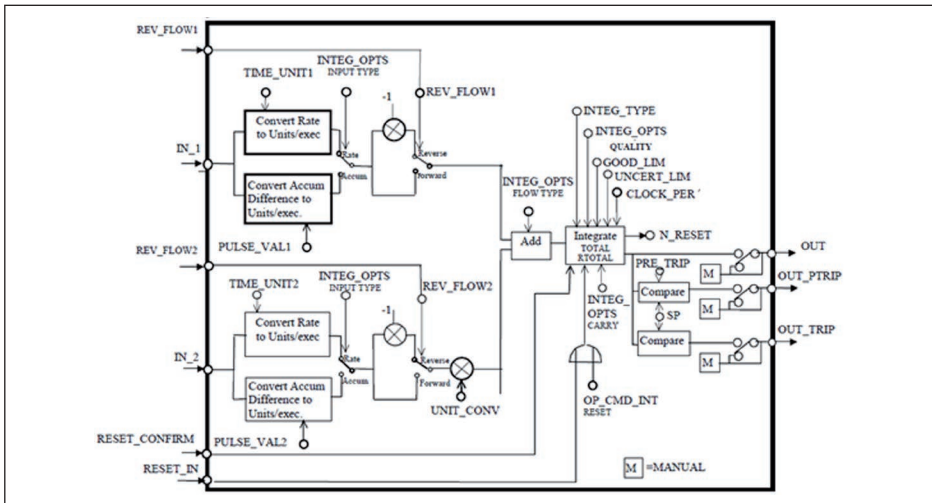 REV_FLOW1
INTEG_OPTS
INPUT TYPE
TIME_UNIT1
REV_FLOW1
-1
Convert Rate
to Units/exec
IN_1
Rate
Accum
Reverse
Forward
Convert Accum
Difference to
Units/exec.
PULSE_VAL1
INTEG_TYPE
INTEG_OPTS
QUALITY
GOOD_LIM
UNCERT_LIM
CLOCK_PER
INTEG_OPTS
FLOW TYPE
Add
Integrate
TOTAL
RTOTAL
N_RESET
REV_FLOW2
INTEG_OPTS
INPUT TYPE
TIME_UNIT2
REV_FLOW2
-1
Convert Rate
to Units/exec
IN_2
Rate
Accum
Reverse
Forward
Convert Accum
Difference to
Units/exec.
PULSE_VAL2
UNIT_CONV
INTEG_
OPTS
CARRY
OP_CMD_INT
RESET
PRE_TRIP
Compare
SP
Compare
M
OUT
M
OUT_PTRIP
M
OUT_TRIP
RESET_CONFIRM
RESET_IN
M =MANUAL